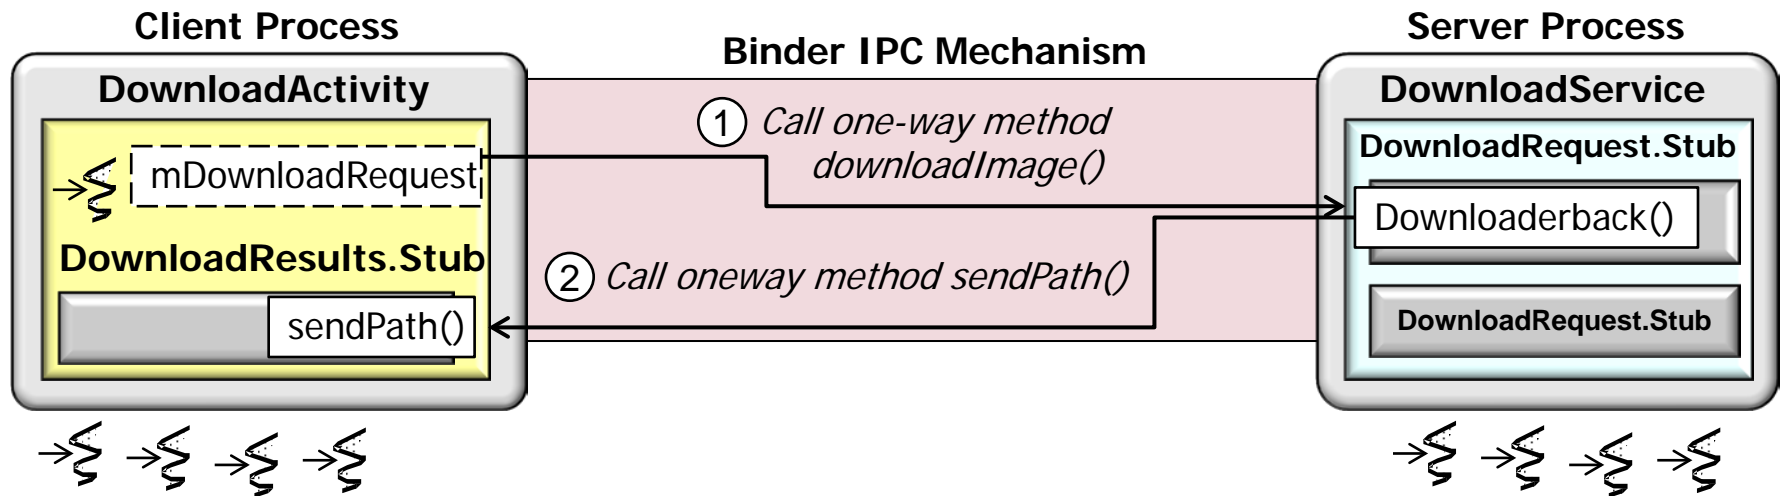 Client Process
Binder IPC Mechanism
Server Process
DownloadActivity
mDownloadRequest
DownloadResults.Stub
sendPath()
1 Call one-way method
downloadImage()
2 Call oneway method sendPath()
DownloadService
DownloadRequest.Stub
Downloaderback()
DownloadRequest.Stub